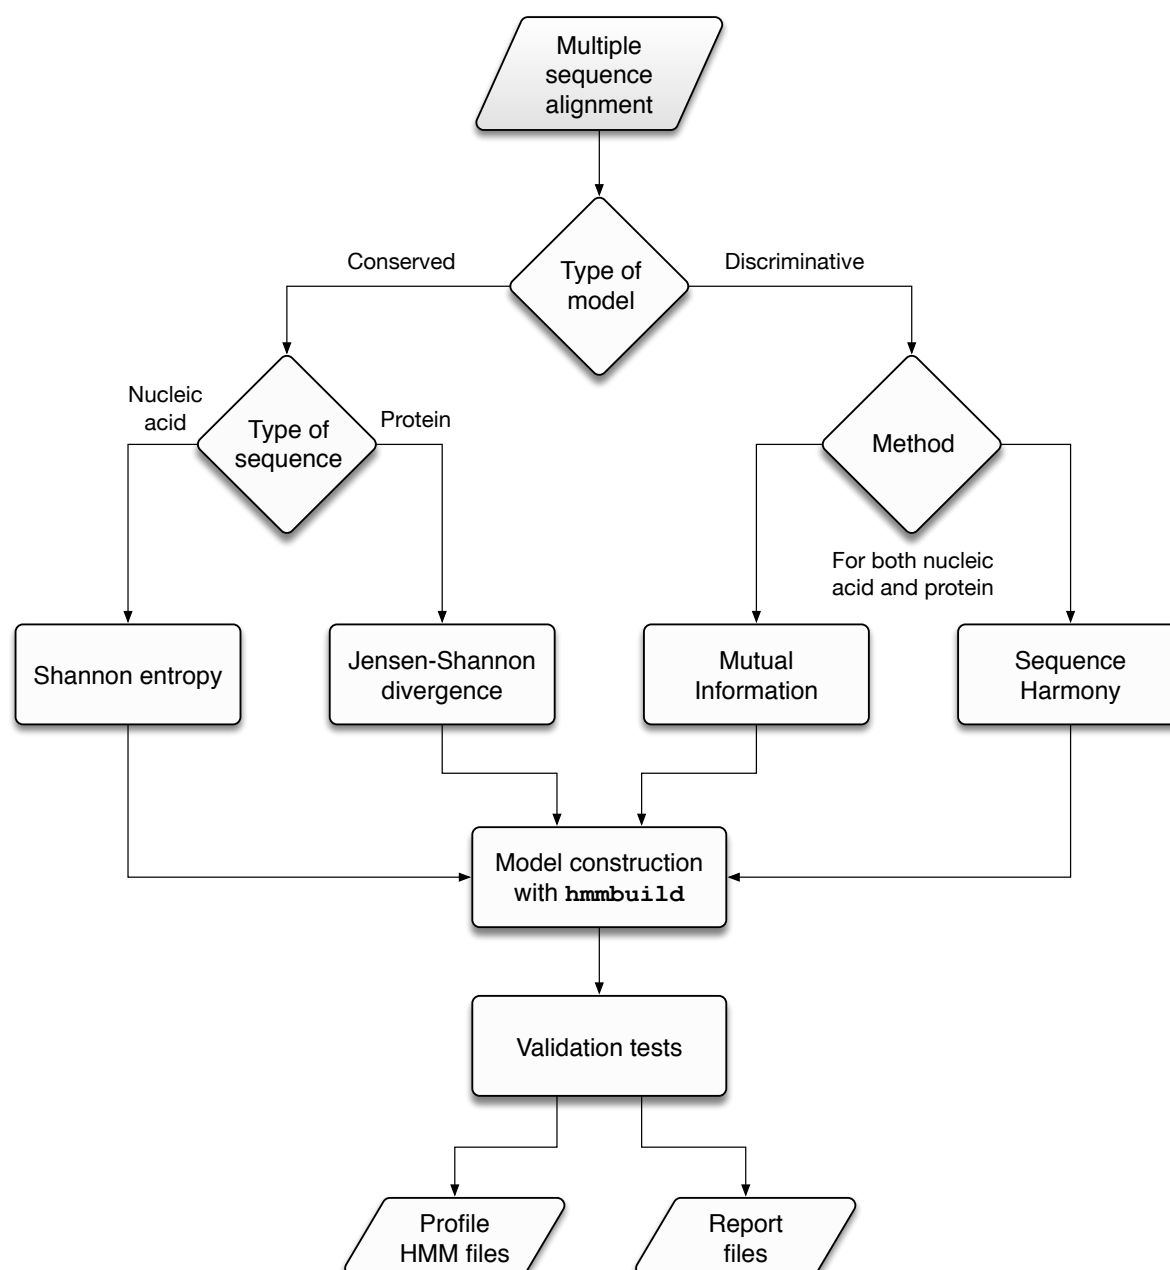 Multiple
sequence
alignment
Conserved
Discriminative
Type of
model
Nucleic
acid
Protein
Type of
sequence
Method
For both nucleic
acid and protein
Shannon entropy
Jensen-Shannon
divergence
Mutual
Information
Sequence
Harmony
Model construction
with hmmbuild
Validation tests
Profile
HMM files
Report
files